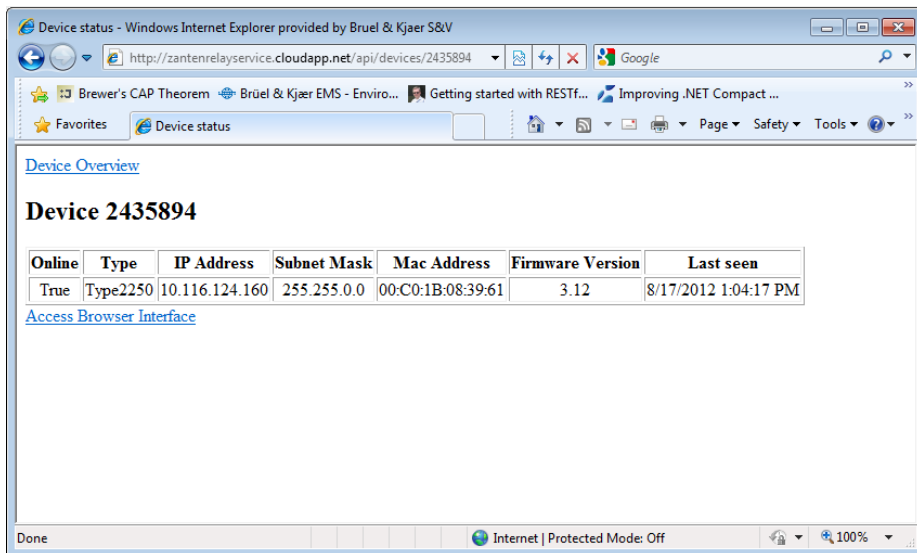 Device status - Windows Internet Explorer provided by Bruel & Kjaer S&V
http://zantenrelayservice.cloudapp.net/api/devices/2435894 Google
Brewer's CAP Theorem Brüel & Kjær EMS - Enviro... Getting started with RESTf... Improving .NET Compact ...
Favorites Device status Page Safety Tools
Device Overview
Device 2435894
Online Type IP Address Subnet Mask Mac Address Firmware Version Last seen
True Type2250 10.116.124.160 255.255.0.0 00:C0:1B:08:39:61 3.12 8/17/2012 1:04:17 PM
Access Browser Interface
Done Internet | Protected Mode: Off 100%